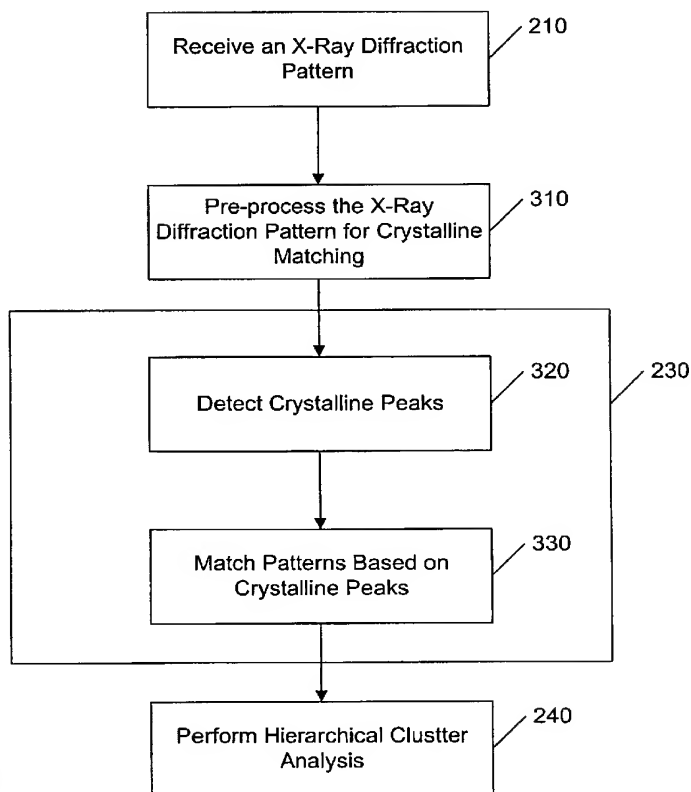 Receive an X-Ray Diffraction
Pattern
210
Pre-process the X-Ray
Diffraction Pattern for Crystalline
Matching
310
230
Detect Crystalline Peaks
320
Match Patterns Based on
Crystalline Peaks
330
Perform Hierarchical Clustter
Analysis
240